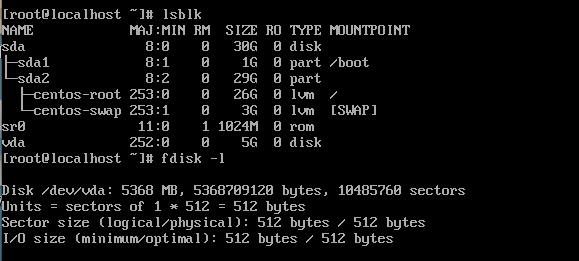 [root@localhost ~]# lsblk
NAME            MAJ:MIN RM  SIZE RO TYPE MOUNTPOINT
sda               8:0    0   30G  0 disk
├─sda1            8:1    0    1G  0 part /boot
└─sda2            8:2    0   29G  0 part
  ├─centos-root 253:0    0   26G  0 lvm  /
  └─centos-swap 253:1    0    3G  0 lvm  [SWAP]
sr0              11:0    1 1024M  0 rom
vda             252:0    0    5G  0 disk
[root@localhost ~]# fdisk -l
Disk /dev/vda: 5368 MB, 5368709120 bytes, 10485760 sectors
Units = sectors of 1 * 512 = 512 bytes
Sector size (logical/physical): 512 bytes / 512 bytes
I/O size (minimum/optimal): 512 bytes / 512 bytes